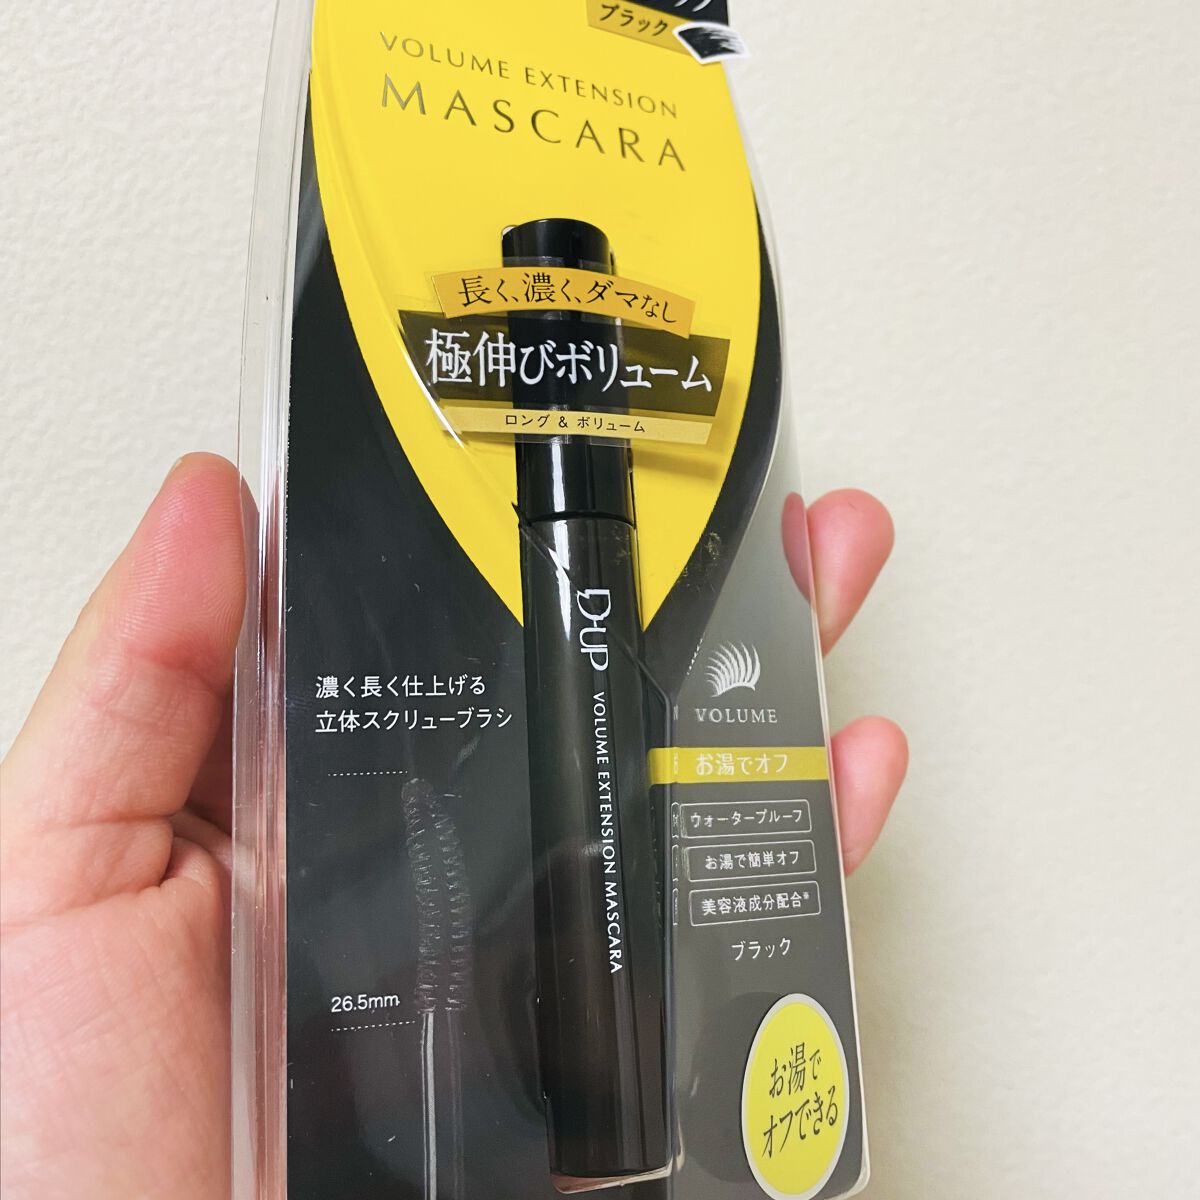 ブラック
VOLUME EXTENSION
MASCARA
長く、濃く、ダマなし
極伸びボリューム
ロング & ボリューム
D-UP VOLUME EXTENSION MASCARA
濃く長く仕上げる
立体スクリューブラシ
26.5mm
VOLUME
お湯でオフ
ウォータープルーフ
お湯で簡単オフ
美容液成分配合※
ブラック
お湯で
オフできる